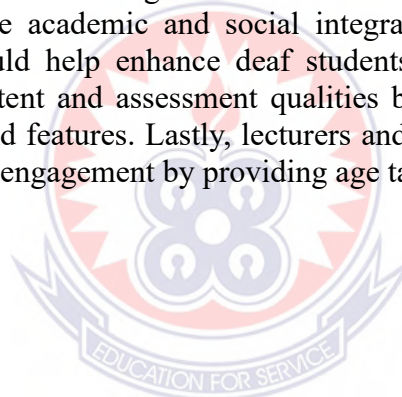 e academic and social integra
uld help enhance deaf students
tent and assessment qualities b
d features. Lastly, lecturers and
engagement by providing age ta
EDUCATION FOR SERVICE